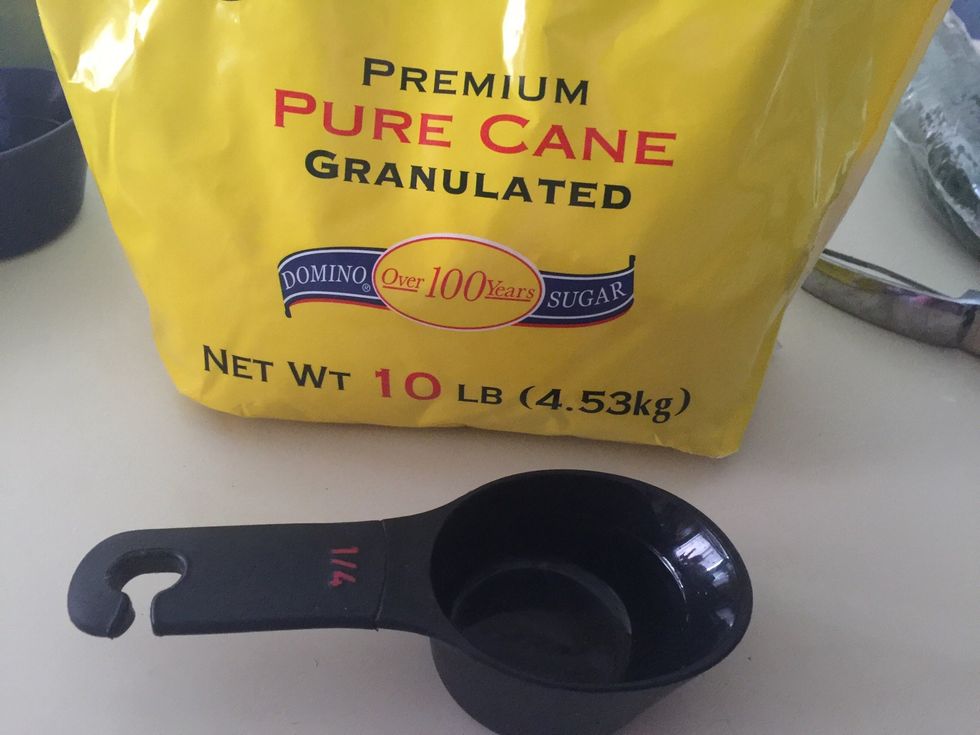 PREMIUM
PURE CANE
GRANULATED
DOMINO® Over 100 Years SUGAR
NET WT 10 LB (4.53kg)
1/4